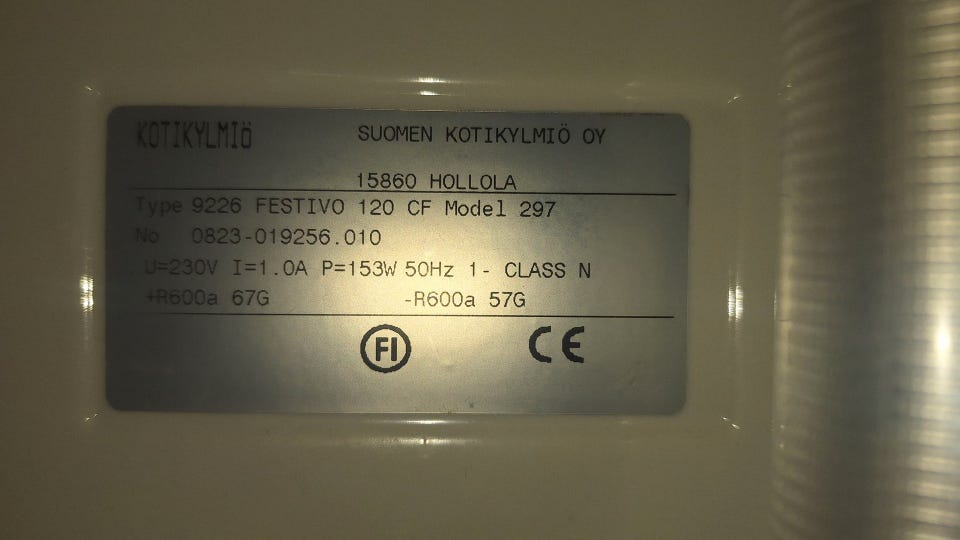 KOTIKYLMIÖ SUOMEN KOTIKYLMIÖ OY
15860 HOLLOLA
Type 9226 FESTIVO 120 CF Model 297
No 0823-019256.010
U=230V I=1.0A P=153W 50Hz 1- CLASS N
+R600a 67G -R600a 57G
FI CE